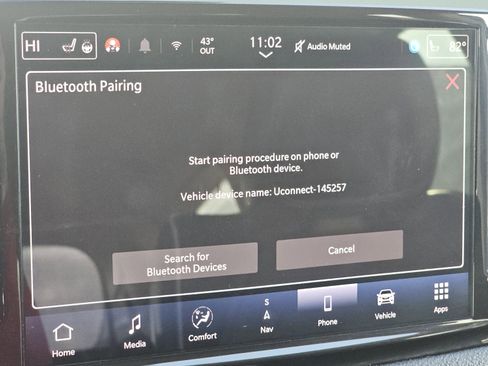 HI 43° OUT 11:02 Audio Muted 82°
Bluetooth Pairing
Start pairing procedure on phone or
Bluetooth device.
Vehicle device name: Uconnect-145257
Search for
Bluetooth Devices
Cancel
Home Media Comfort S A Nav Phone Vehicle Apps